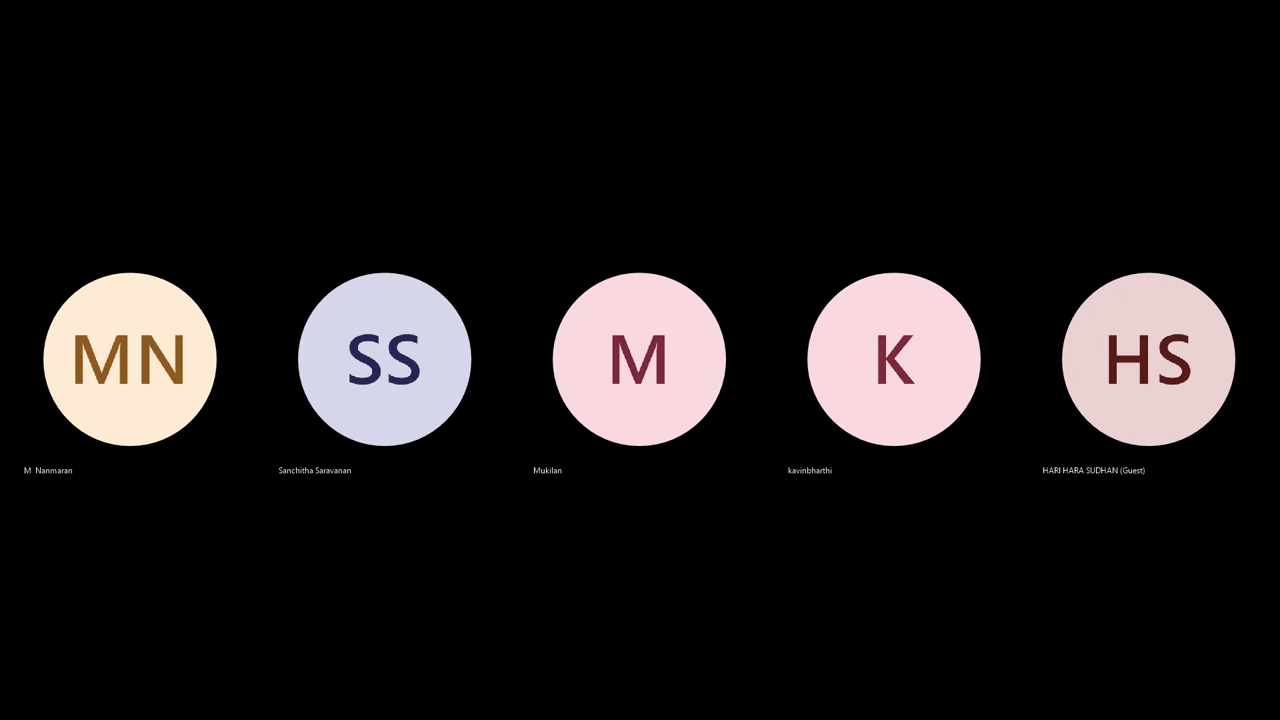 MN
SS
M
K
HS
M  Nanmaran
Sanchitha Saravanan
Mukilan
kavinbharthi
HARI HARA SUDHAN (Guest)